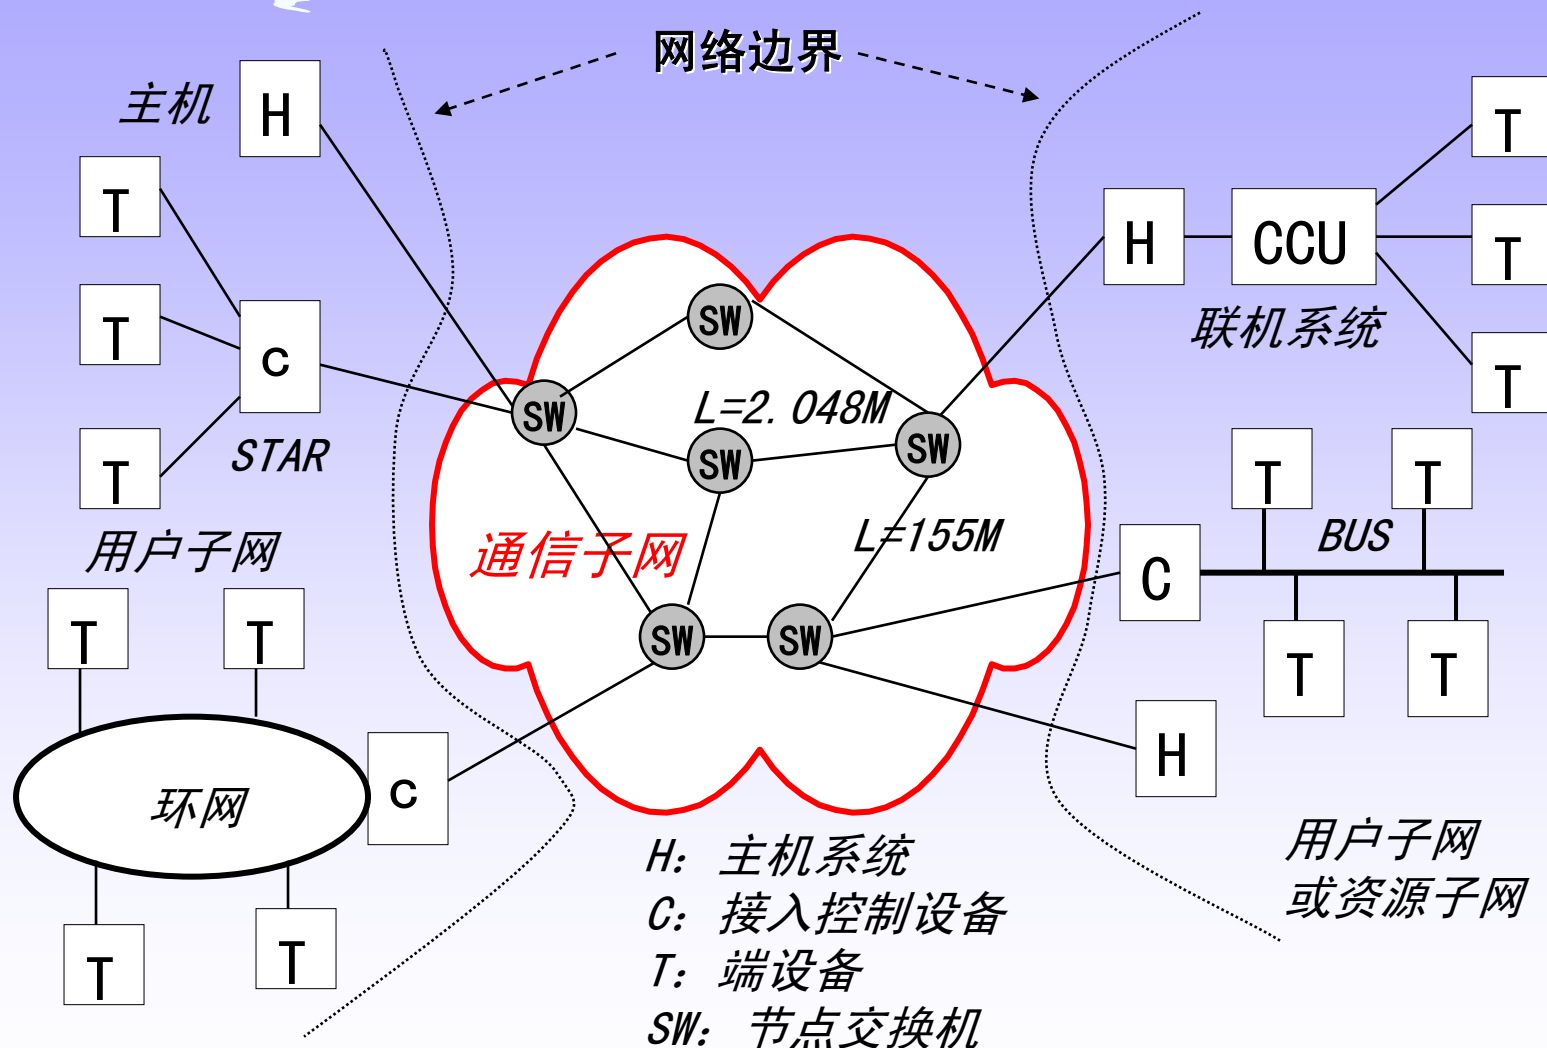 网络边界
主机
H
T
T
T
T
H
CCU
T
T
c
联机系统
SW
SW
L=2.048M
SW
SW
STAR
T
T
T
用户子网
通信子网
L=155M
BUS
C
T
T
T
T
SW
SW
H
环网
c
T
T
用户子网
或资源子网
H：主机系统
C：接入控制设备
T：端设备
SW：节点交换机